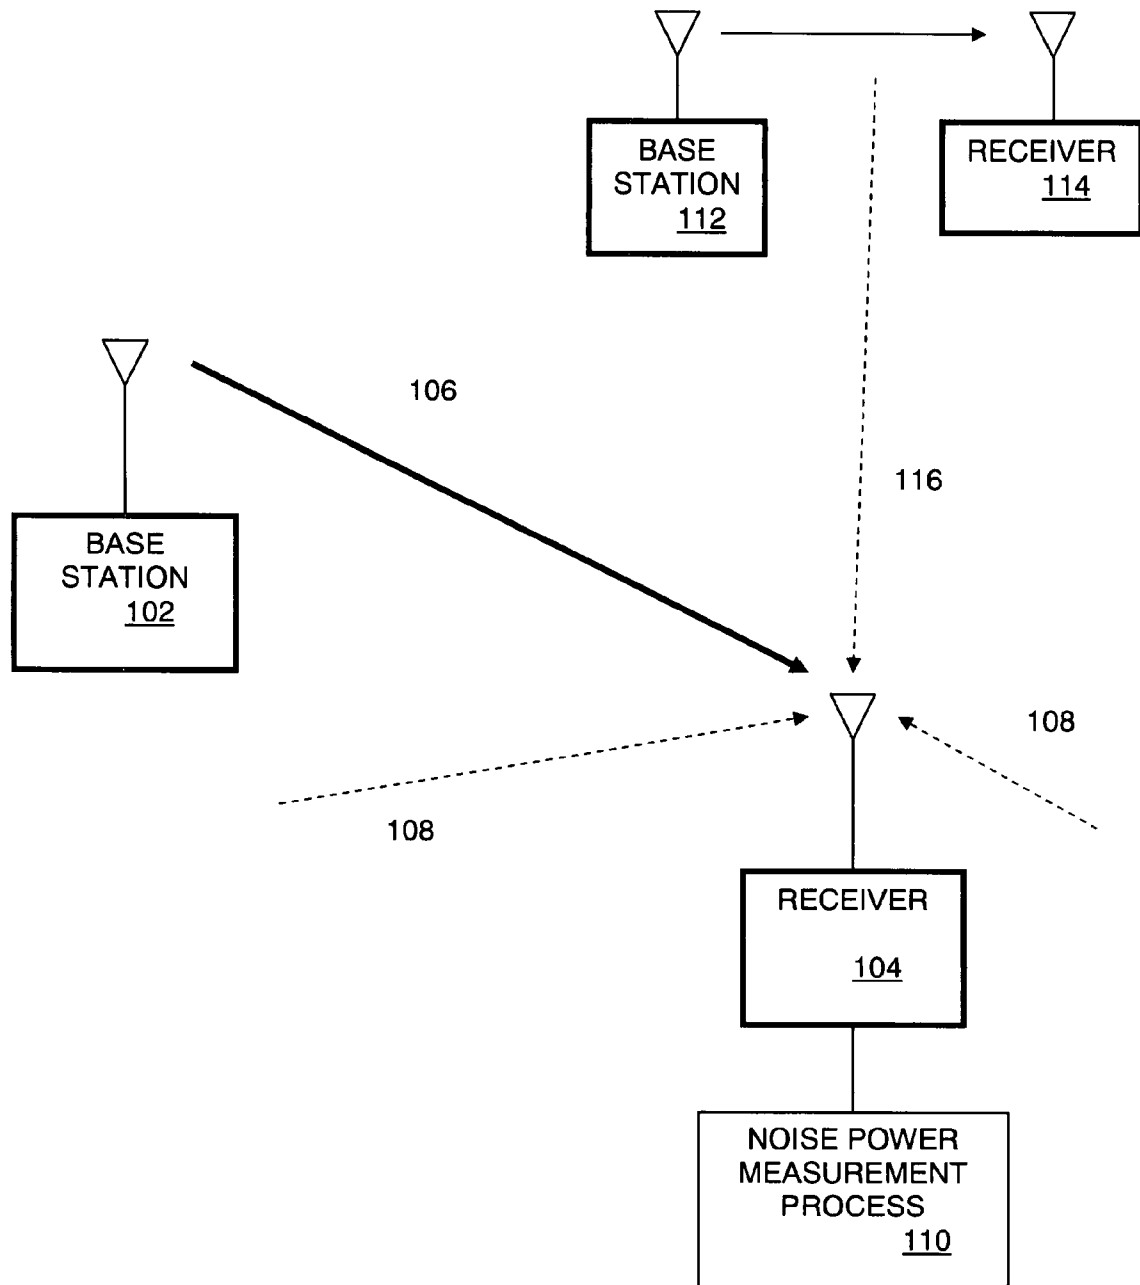 BASE
STATION
112
RECEIVER
114
106
116
BASE
STATION
102
108
108
RECEIVER
104
NOISE POWER
MEASUREMENT
PROCESS
110